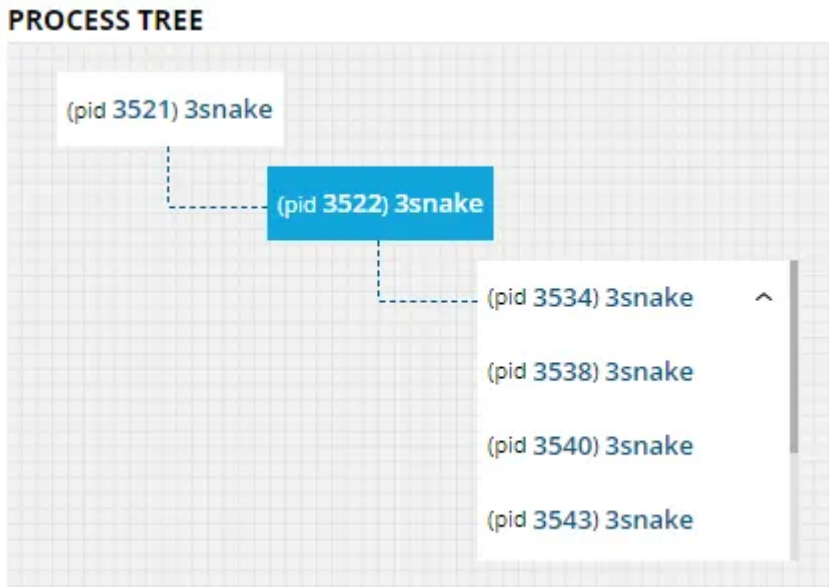 PROCESS TREE
(pid 3521) 3snake
(pid 3522) 3snake
(pid 3534) 3snake
(pid 3538) 3snake
(pid 3540) 3snake
(pid 3543) 3snake